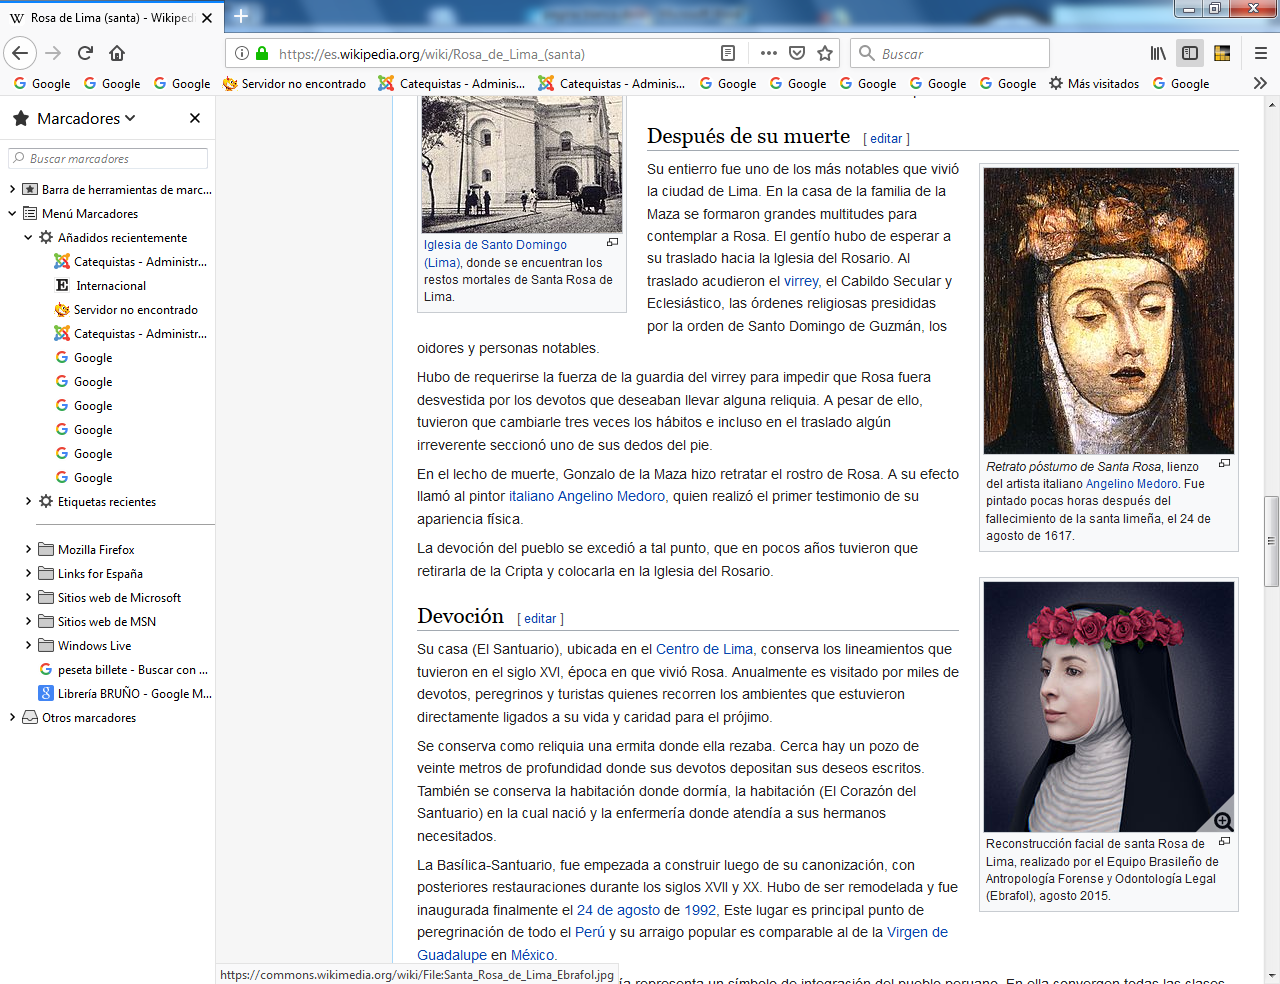 Rosa de Lima (santa) - Wikiped
https://es.wikipedia.org/wiki/Rosa_de_Lima_(santa)
Buscar
Google
Google
Google
Servidor no encontrado
Catequistas - Adminis...
Catequistas - Adminis...
Google
Google
Google
Google
Google
Más visitados
Google
Marcadores
Buscar marcadores
Barra de herramientas de marc...
Menú Marcadores
Añadidos recientemente
Catequistas - Administr...
Internacional
Servidor no encontrado
Catequistas - Administr...
Google
Google
Google
Google
Google
Google
Etiquetas recientes
Mozilla Firefox
Links for España
Sitios web de Microsoft
Sitios web de MSN
Windows Live
peseta billete - Buscar con ...
Librería BRUÑO - Google M...
Otros marcadores
Iglesia de Santo Domingo
(Lima), donde se encuentran los
restos mortales de Santa Rosa de
Lima.
Después de su muerte [ editar ]
Su entierro fue uno de los más notables que vivió
la ciudad de Lima. En la casa de la familia de la
Maza se formaron grandes multitudes para
contemplar a Rosa. El gentío hubo de esperar a
su traslado hacia la Iglesia del Rosario. Al
traslado acudieron el virrey, el Cabildo Secular y
Eclesiástico, las órdenes religiosas presididas
por la orden de Santo Domingo de Guzmán, los
oidores y personas notables.
Hubo de requerirse la fuerza de la guardia del virrey para impedir que Rosa fuera
desvestida por los devotos que deseaban llevar alguna reliquia. A pesar de ello,
tuvieron que cambiarle tres veces los hábitos e incluso en el traslado algún
irreverente seccionó uno de sus dedos del pie.
En el lecho de muerte, Gonzalo de la Maza hizo retratar el rostro de Rosa. A su efecto
llamó al pintor italiano Angelino Medoro, quien realizó el primer testimonio de su
apariencia física.
La devoción del pueblo se excedió a tal punto, que en pocos años tuvieron que
retirarla de la Cripta y colocarla en la Iglesia del Rosario.
Retrato póstumo de Santa Rosa, lienzo
del artista italiano Angelino Medoro. Fue
pintado pocas horas después del
fallecimiento de la santa limeña, el 24 de
agosto de 1617.
Devoción [ editar ]
Su casa (El Santuario), ubicada en el Centro de Lima, conserva los lineamientos que
tuvieron en el siglo XVI, época en que vivió Rosa. Anualmente es visitado por miles de
devotos, peregrinos y turistas quienes recorren los ambientes que estuvieron
directamente ligados a su vida y caridad para el prójimo.
Se conserva como reliquia una ermita donde ella rezaba. Cerca hay un pozo de
veinte metros de profundidad donde sus devotos depositan sus deseos escritos.
También se conserva la habitación donde dormía, la habitación (El Corazón del
Santuario) en la cual nació y la enfermería donde atendía a sus hermanos
necesitados.
La Basílica-Santuario, fue empezada a construir luego de su canonización, con
posteriores restauraciones durante los siglos XVII y XX. Hubo de ser remodelada y fue
inaugurada finalmente el 24 de agosto de 1992, Este lugar es principal punto de
peregrinación de todo el Perú y su arraigo popular es comparable al de la Virgen de
Guadalupe en México.
Reconstrucción facial de santa Rosa de
Lima, realizado por el Equipo Brasileño de
Antropología Forense y Odontología Legal
(Ebrafol), agosto 2015.
https://commons.wikimedia.org/wiki/File:Santa_Rosa_de_Lima_Ebrafol.jpg
representa un símbolo de integración del pueblo peruano. En ella convergen todas las clases